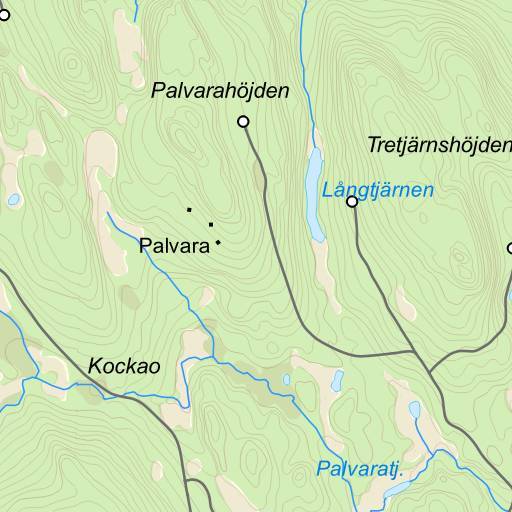 Palvarahöjden
Tretjärnshöjden
Långtjärnen
Palvara
Kockao
Palvaratj.